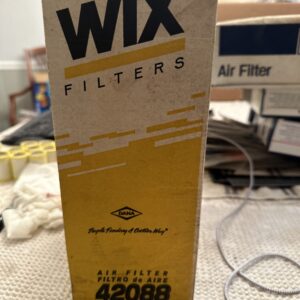 WIX
FILTERS
Air Filter
DANA
People Finding A Better Way®
AIR FILTER
FILTRO de AIRE
42088